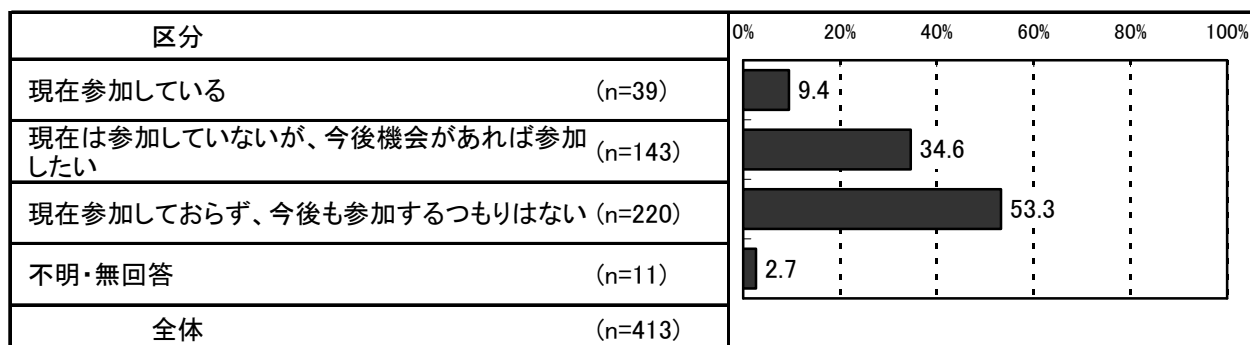 区分
0% 20% 40% 60% 80% 100%
現在参加している (n=39) 9.4
現在は参加していないが、今後機会があれば参加
したい (n=143) 34.6
現在参加しておらず、今後も参加するつもりはない (n=220) 53.3
不明・無回答 (n=11) 2.7
全体 (n=413)